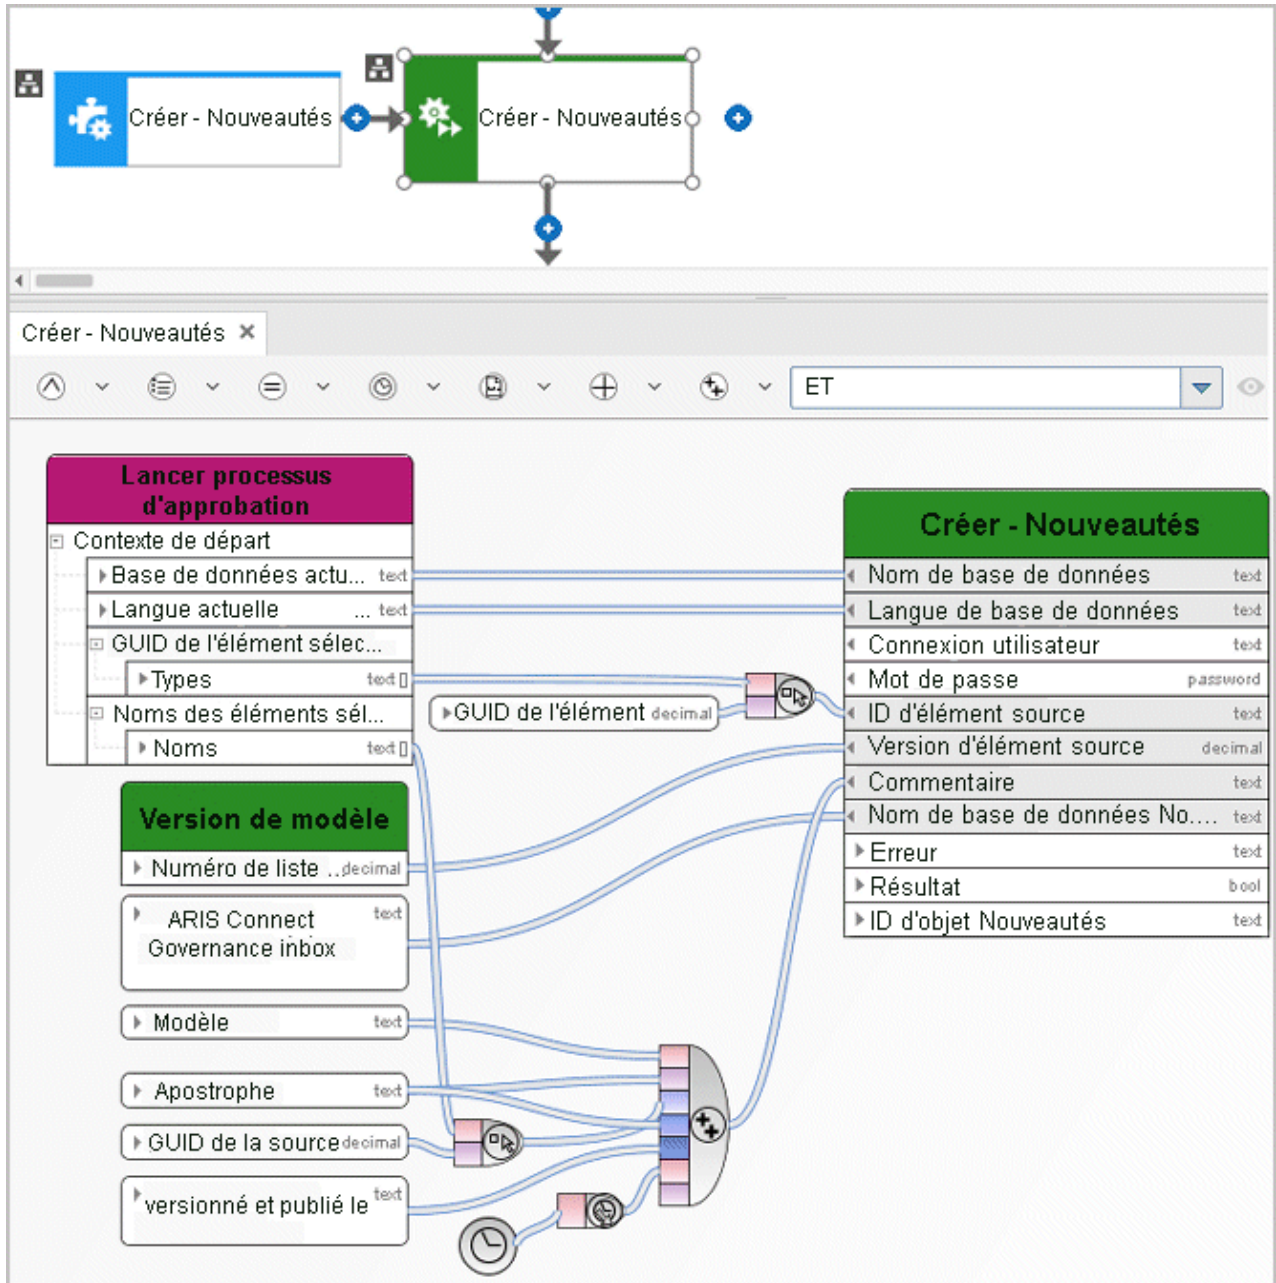 Créer - Nouveautés
Créer - Nouveautés
Créer - Nouveautés
ET
Lancer processus
d'approbation
Contexte de départ
Base de données actu... text
Langue actuelle ... text
GUID de l'élément sélec...
Types text []
Noms des éléments sél...
Noms text []
GUID de l'élément decimal
Créer - Nouveautés
Nom de base de données text
Langue de base de données text
Connexion utilisateur text
Mot de passe password
ID d'élément source text
Version d'élément source decimal
Commentaire text
Nom de base de données No.... text
Erreur text
Résultat bool
ID d'objet Nouveautés text
Version de modèle
Numéro de liste ..decimal
ARIS Connect text
Governance inbox
Modèle text
Apostrophe text
GUID de la source decimal
versionné et publié le text